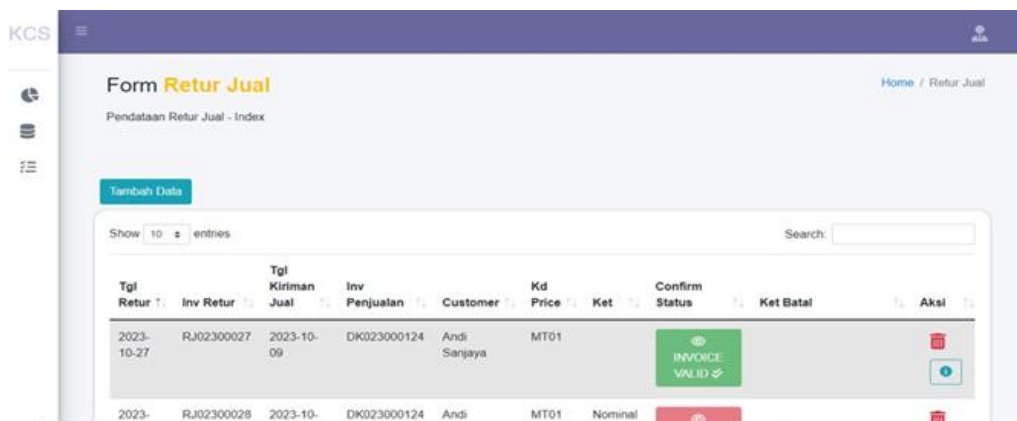 KCS
Form Retur Jual
Home / Retur Jual
Pendataan Retur Jual - Index
Tambah Data
Show 10 entries
Search:
Tgl Retur
Inv Retur
Tgl Kiriman Jual
Inv Penjualan
Customer
Kd Price
Ket
Confirm Status
Ket Batal
Aksi
2023-10-27
RJ02300027
2023-10-09
DK023000124
Andi Sanjaya
MT01
INVOICE VALID
2023-
RJ02300028
2023-10-
DK023000124
Andi
MT01
Nominal